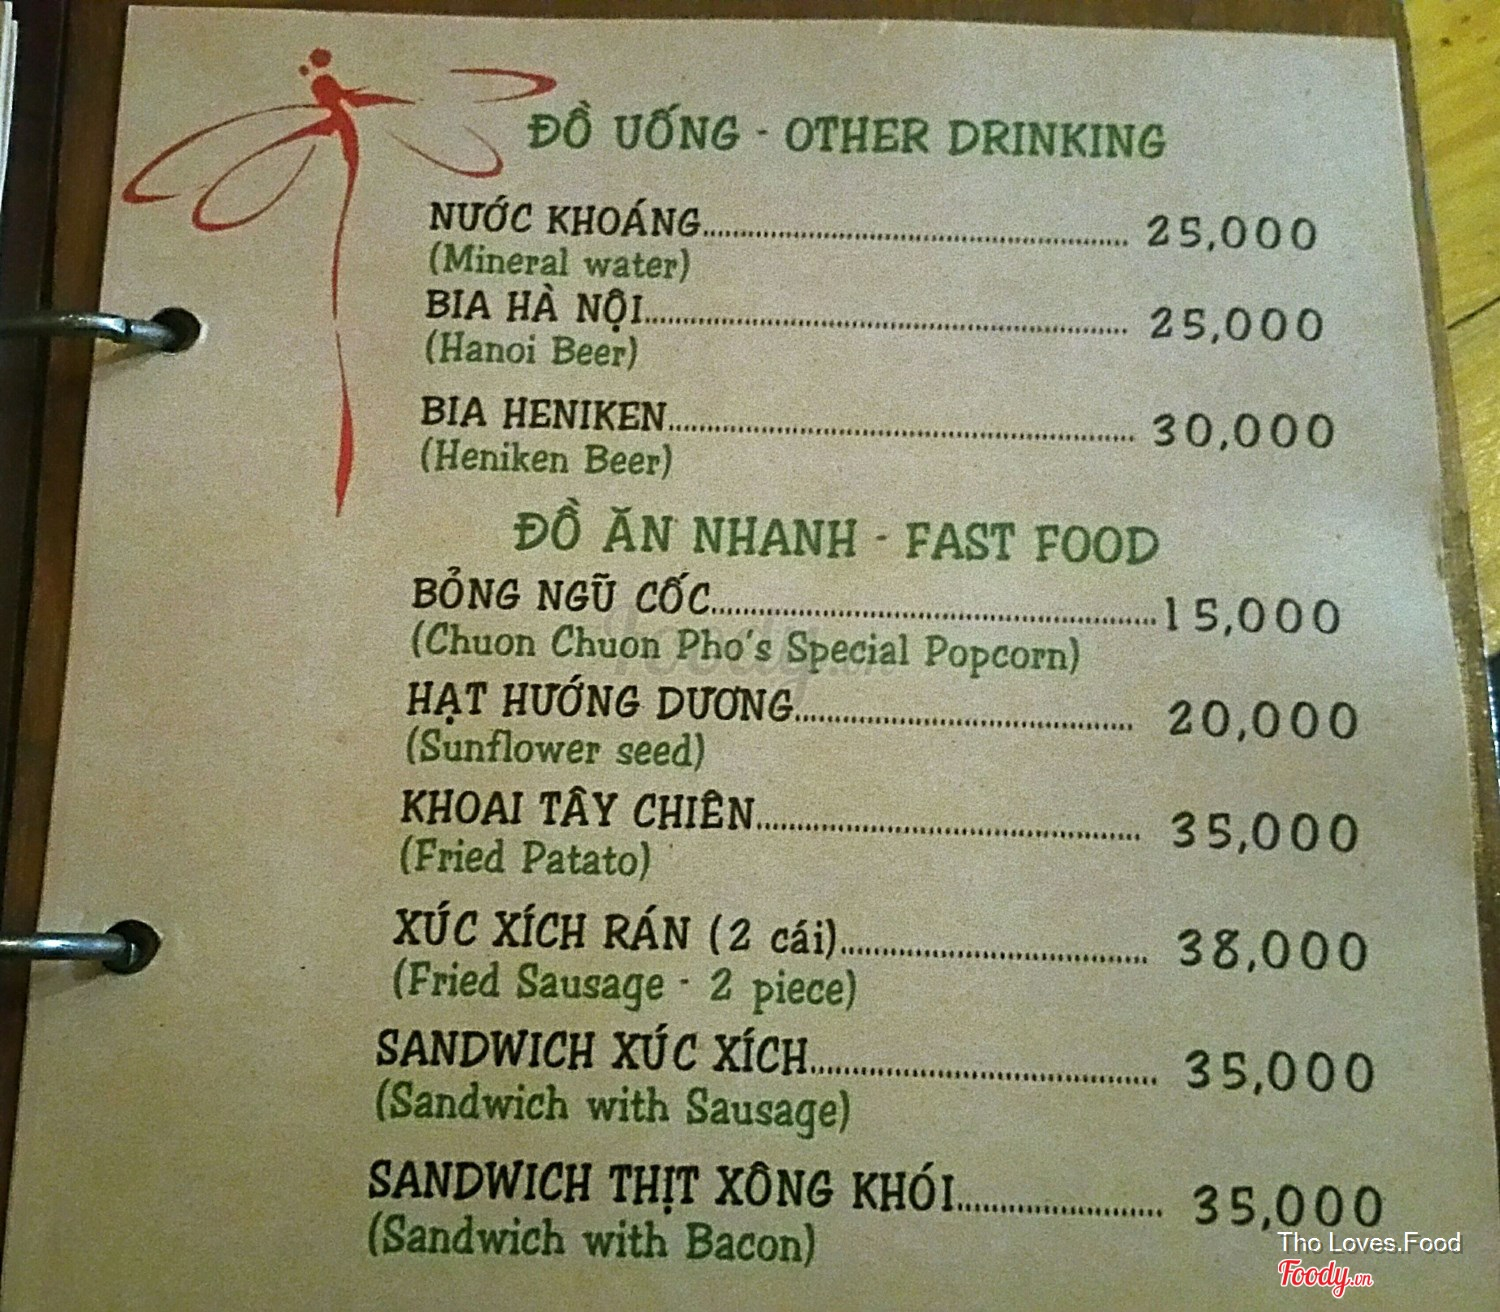 ĐỒ UỐNG - OTHER DRINKING
NƯỚC KHOÁNG........ 25,000
(Mineral water)
BIA HÀ NỘI........ 25,000
(Hanoi Beer)
BIA HENIKEN........ 30,000
(Heniken Beer)
ĐỒ ĂN NHANH - FAST FOOD
BỎNG NGŨ CỐC........ 15,000
(Chuon Chuon Pho's Special Popcorn)
HẠT HƯỚNG DƯƠNG........ 20,000
(Sunflower seed)
KHOAI TÂY CHIÊN........ 35,000
(Fried Patato)
XÚC XÍCH RÁN (2 cái)........ 38,000
(Fried Sausage - 2 piece)
SANDWICH XÚC XÍCH........ 35,000
(Sandwich with Sausage)
SANDWICH THỊT XÔNG KHÓI........ 35,000
(Sandwich with Bacon)
Tho Loves.Food
Foody.vn